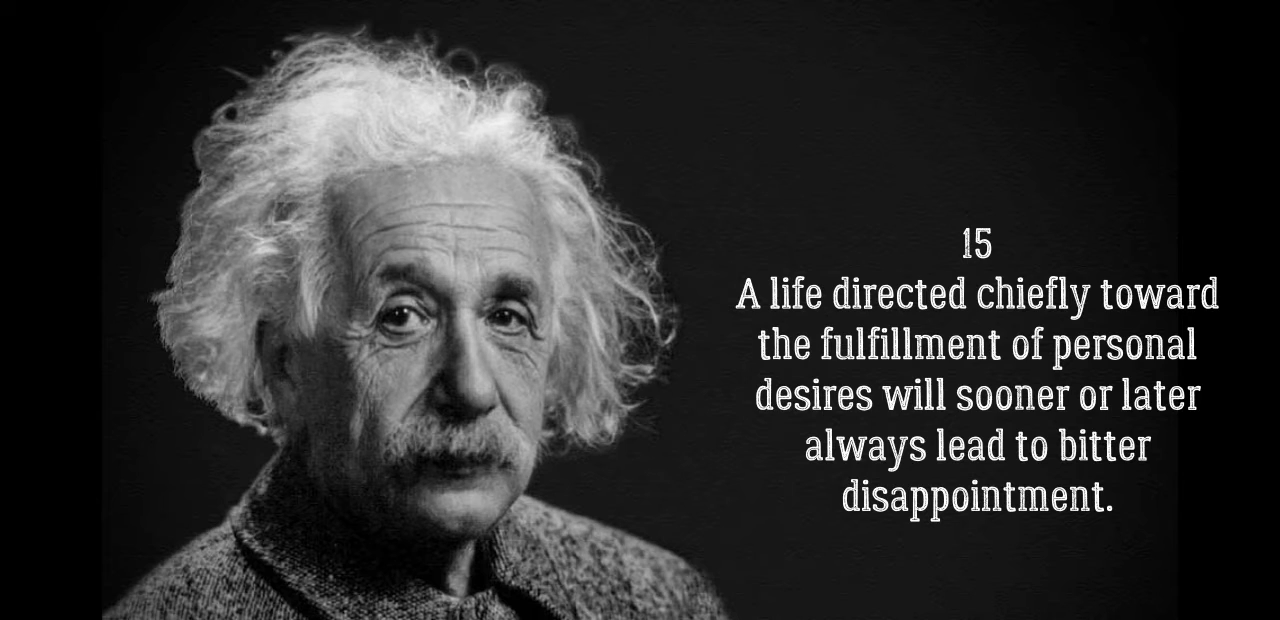 15
A life directed chiefly toward
the fulfillment of personal
desires will sooner or later
always lead to bitter
disappointment.